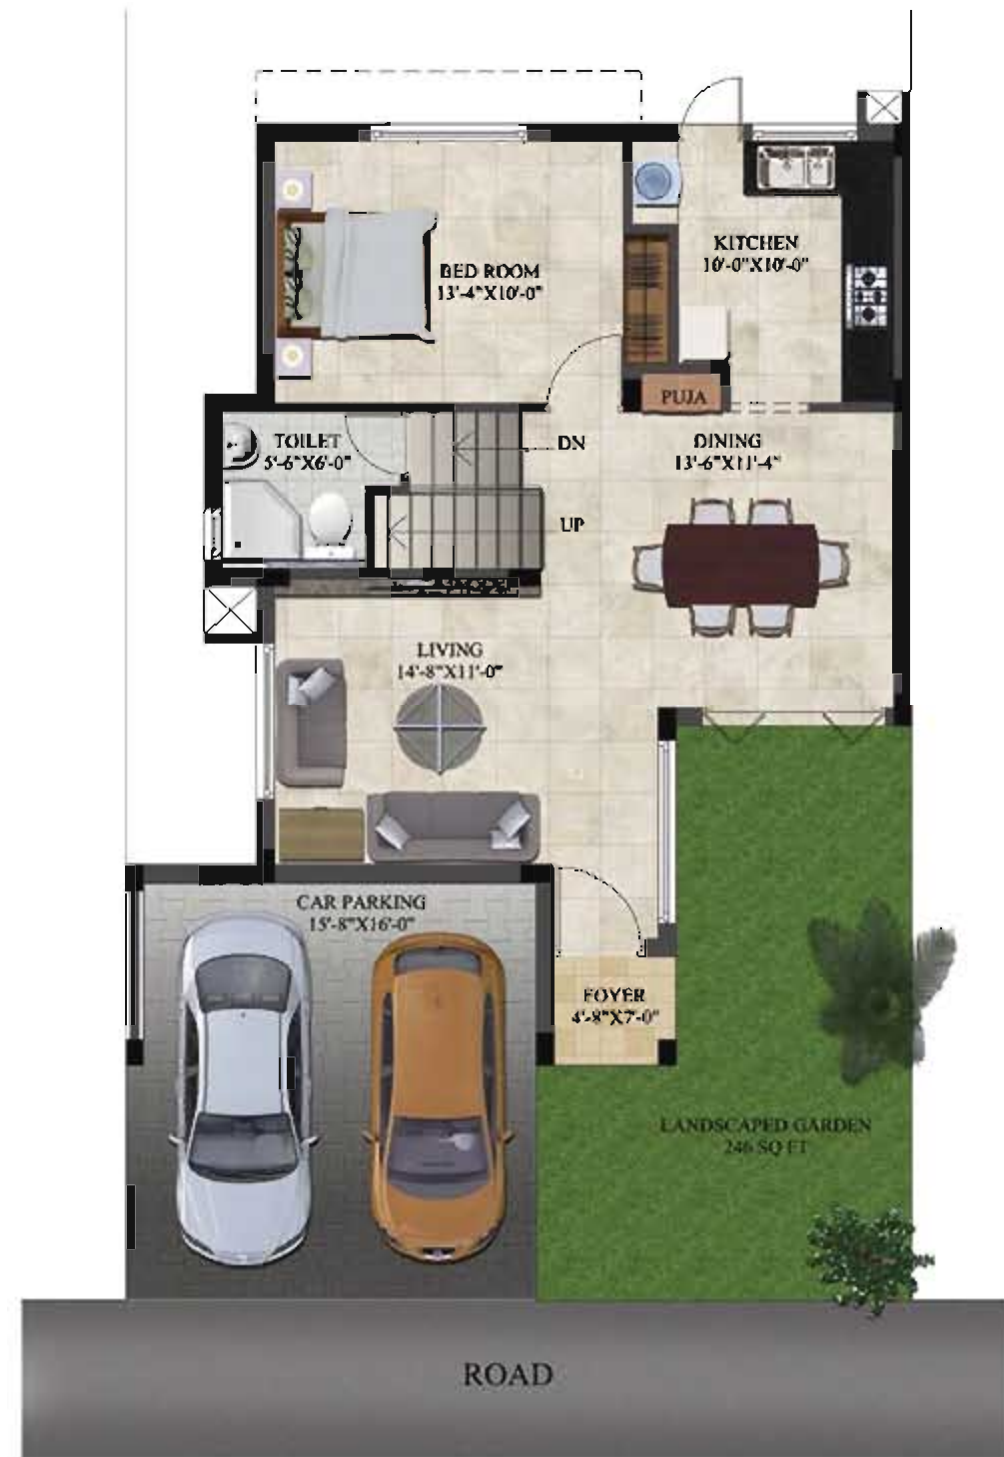 KITCHEN
10'-0"X10'-0"
BED ROOM
13'-4"X10'-0"
PUJA
TOILET
5'-6"X6'-0"
DN
DINING
13'-6"X11'-4"
UP
LIVING
14'-8"X11'-0"
CAR PARKING
15'-8"X16'-0"
FOYER
4'-8"X7'-0"
LANDSCAPED GARDEN
246 SQ FT
ROAD